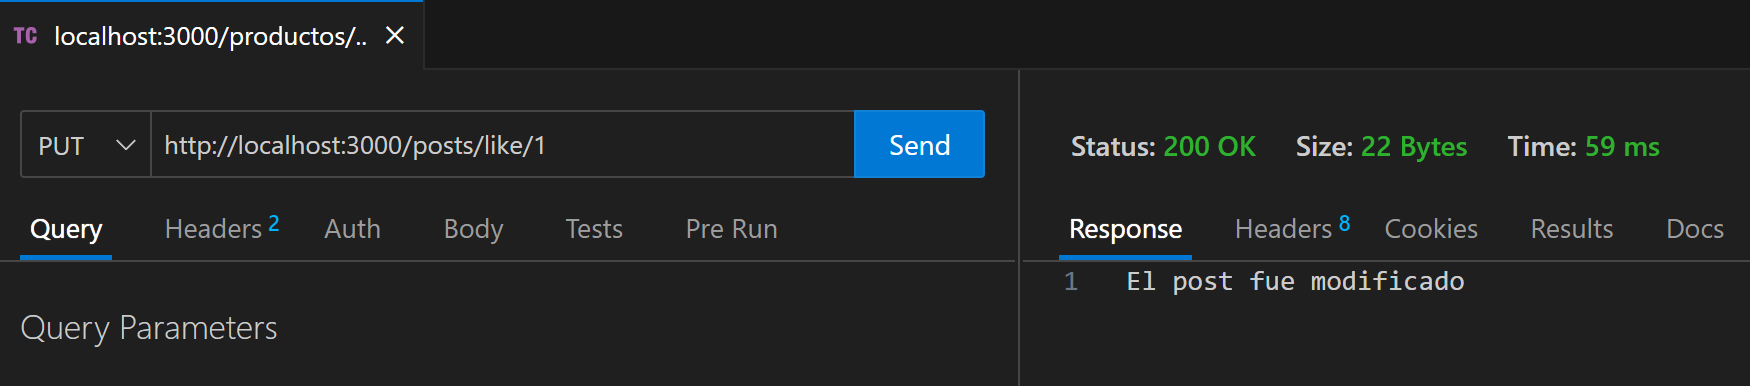 TC localhost:3000/productos/..
PUT http://localhost:3000/posts/like/1 Send
Status: 200 OK Size: 22 Bytes Time: 59 ms
Query Headers 2 Auth Body Tests Pre Run
Response Headers 8 Cookies Results Docs
1 El post fue modificado
Query Parameters